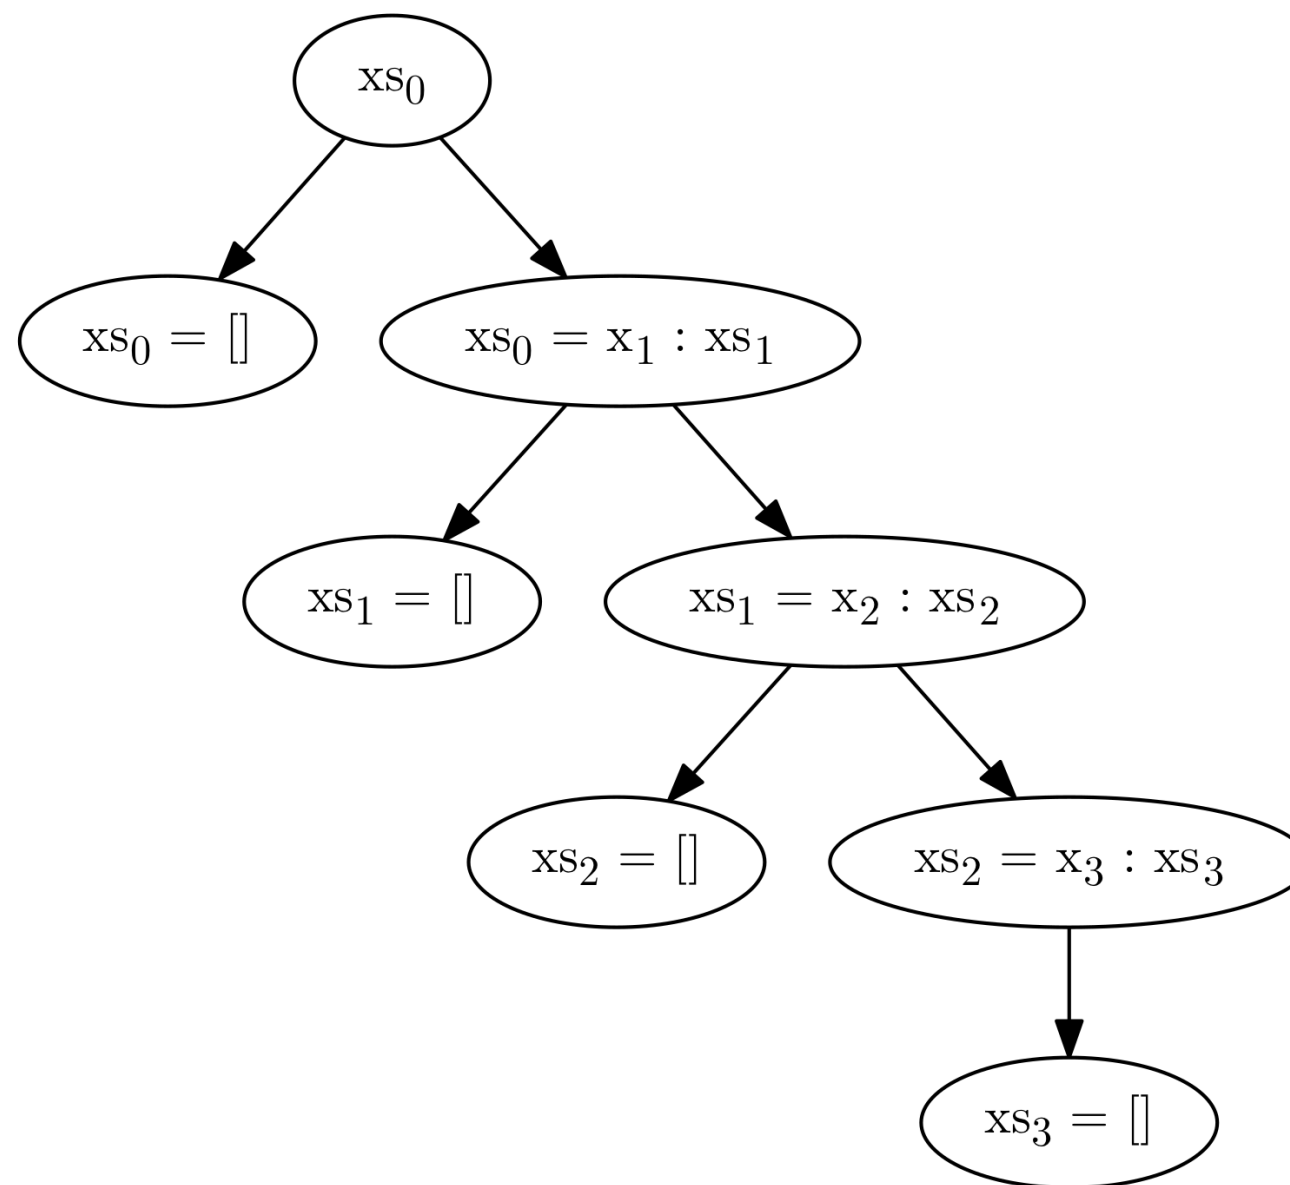 xs₀
xs₀ = []
xs₀ = x₁ : xs₁
xs₁ = []
xs₁ = x₂ : xs₂
xs₂ = []
xs₂ = x₃ : xs₃
xs₃ = []